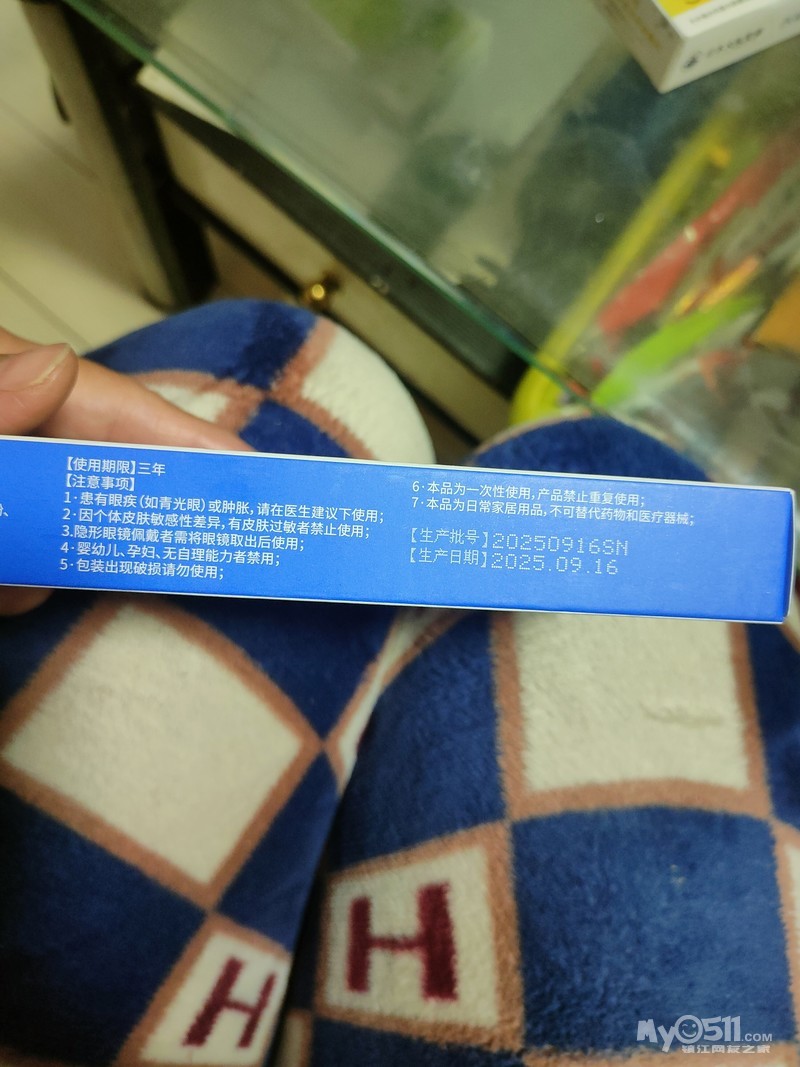 【使用期限】三年
【注意事项】
1·患有眼疾(如青光眼)或肿胀,请在医生建议下使用;
2·因个体皮肤敏感性差异,有皮肤过敏者禁止使用;
3.隐形眼镜佩戴者需将眼镜取出后使用;
4·婴幼儿、孕妇、无自理能力者禁用;
5·包装出现破损请勿使用;
6·本品为一次性使用,产品禁止重复使用;
7·本品为日常家居用品,不可替代药物和医疗器械;
【生产批号】20250916SN
【生产日期】2025.09.16
H
H
My0511.COM
镇江网友之家